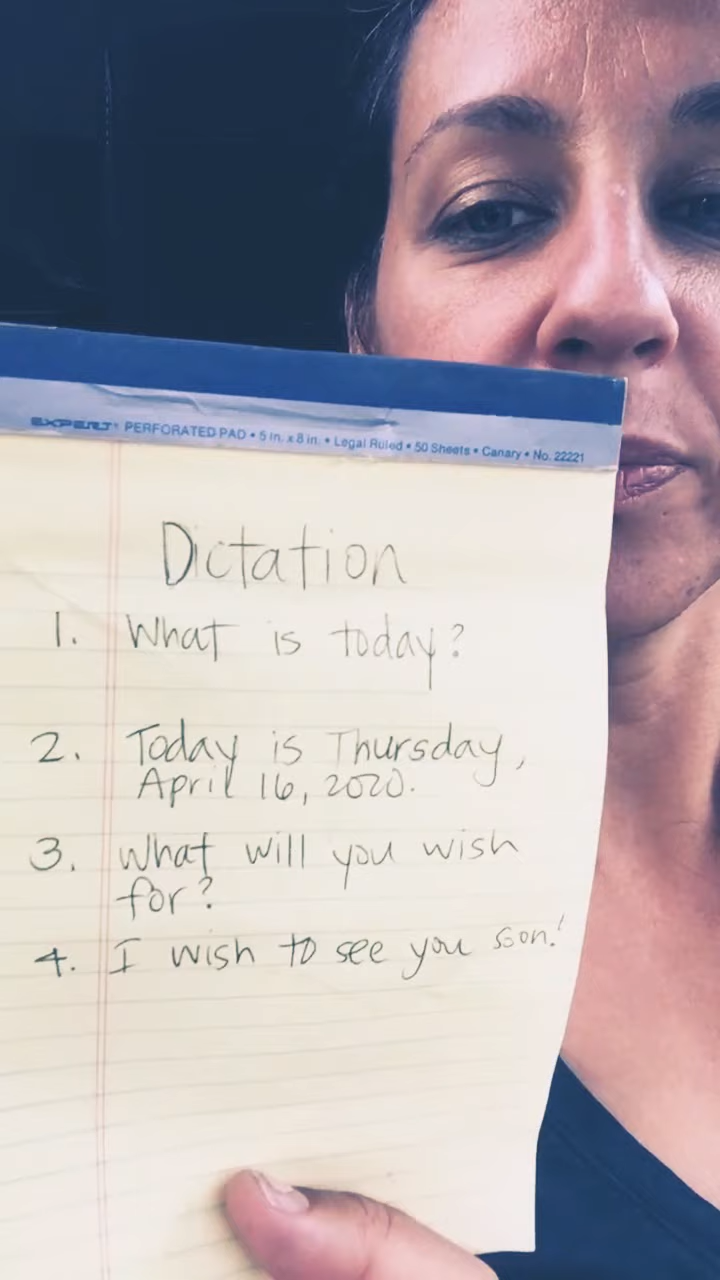 EXPERT® PERFORATED PAD • 5 in. x 8 in. • Legal Ruled • 50 Sheets • Canary • No. 22221
Dictation
1. What is today?
2. Today is Thursday,
April 16, 2020.
3. What will you wish
for?
4. I wish to see you soon!